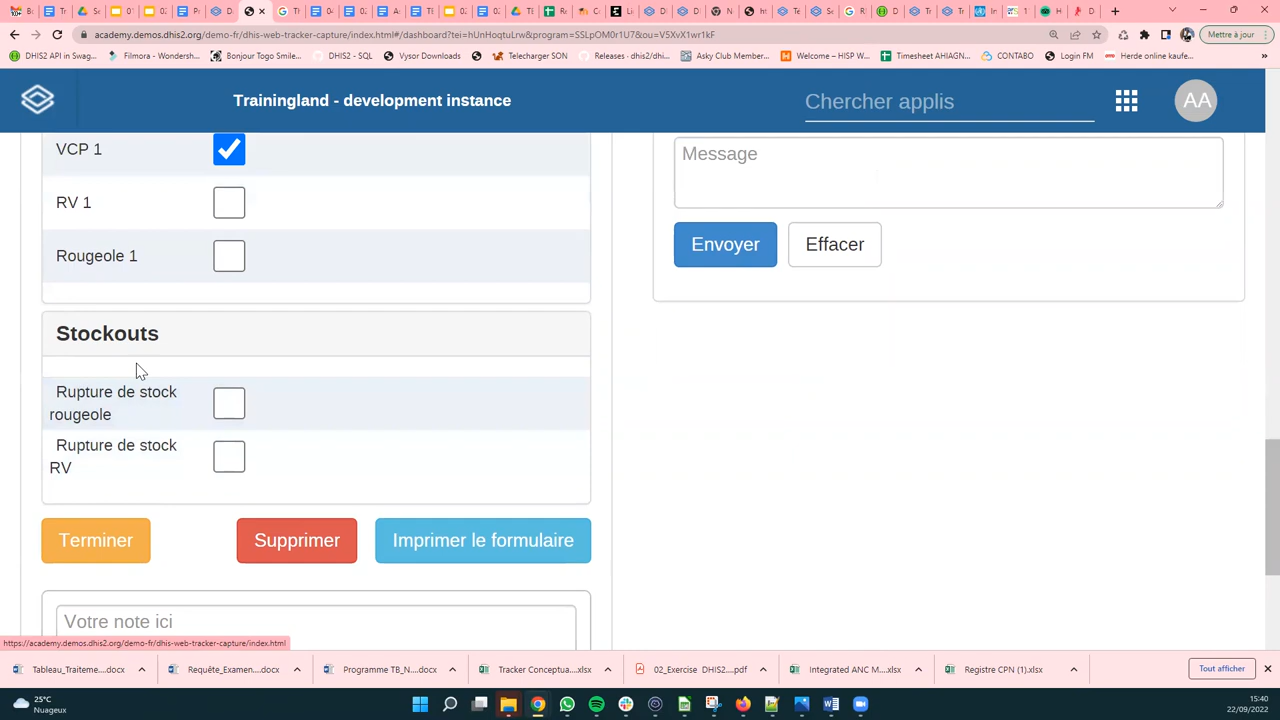 academy.demos.dhis2.org/demo-fr/dhis-web-tracker-capture/index.html#/dashboard?tei=hUnHoqtuLrw&program=SSLpOM0r1U7&ou=V5XvX1wr1kF
Mettre à jour
DHIS2 API in Swag...
Filmora - Wondersh...
Bonjour Togo Smile...
DHIS2 - SQL
Vysor Downloads
Télécharger SON
Releases · dhis2/dhi...
Asky Club Member...
Welcome – HISP W...
Timesheet AHIAGN...
CONTABO
Login FM
Herde online kaufe...
Trainingland - development instance
Chercher applis
AA
VCP 1
RV 1
Rougeole 1
Message
Envoyer
Effacer
Stockouts
Rupture de stock
rougeole
Rupture de stock
RV
Terminer
Supprimer
Imprimer le formulaire
Votre note ici
https://academy.demos.dhis2.org/demo-fr/dhis-web-tracker-capture/index.html
Tableau_Traiteme....docx
Requête_Examen....docx
Programme TB_N....docx
Tracker Conceptua....xlsx
02_Exercise DHIS2....pdf
Integrated ANC M....xlsx
Registre CPN (1).xlsx
Tout afficher
25°C
Nuageux
15:40
22/09/2022